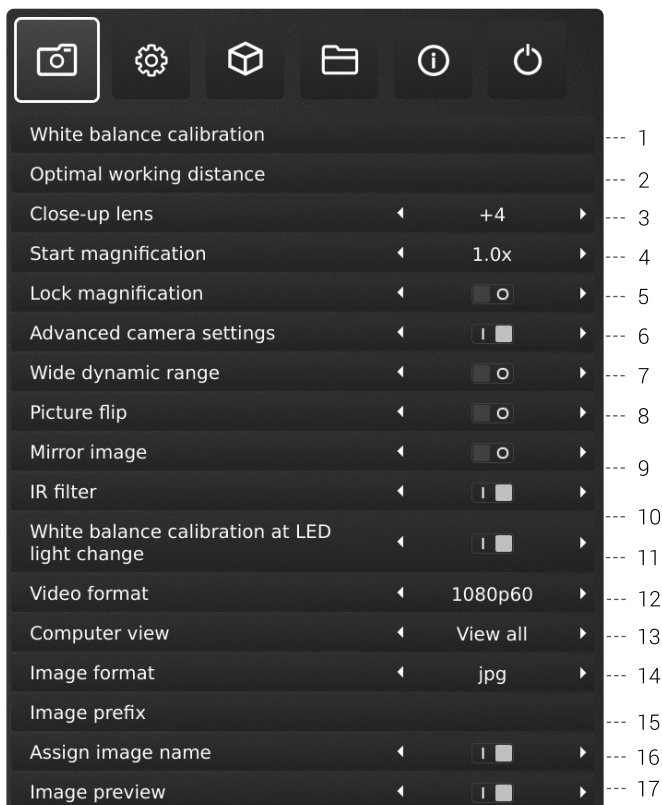 White balance calibration
--- 1
Optimal working distance
--- 2
Close-up lens +4
--- 3
Start magnification 1.0x
--- 4
Lock magnification O
--- 5
Advanced camera settings I
--- 6
Wide dynamic range O
--- 7
Picture flip O
--- 8
Mirror image O
--- 9
IR filter I
--- 10
White balance calibration at LED
light change I
--- 11
Video format 1080p60
--- 12
Computer view View all
--- 13
Image format jpg
--- 14
Image prefix
--- 15
Assign image name I
--- 16
Image preview I
--- 17